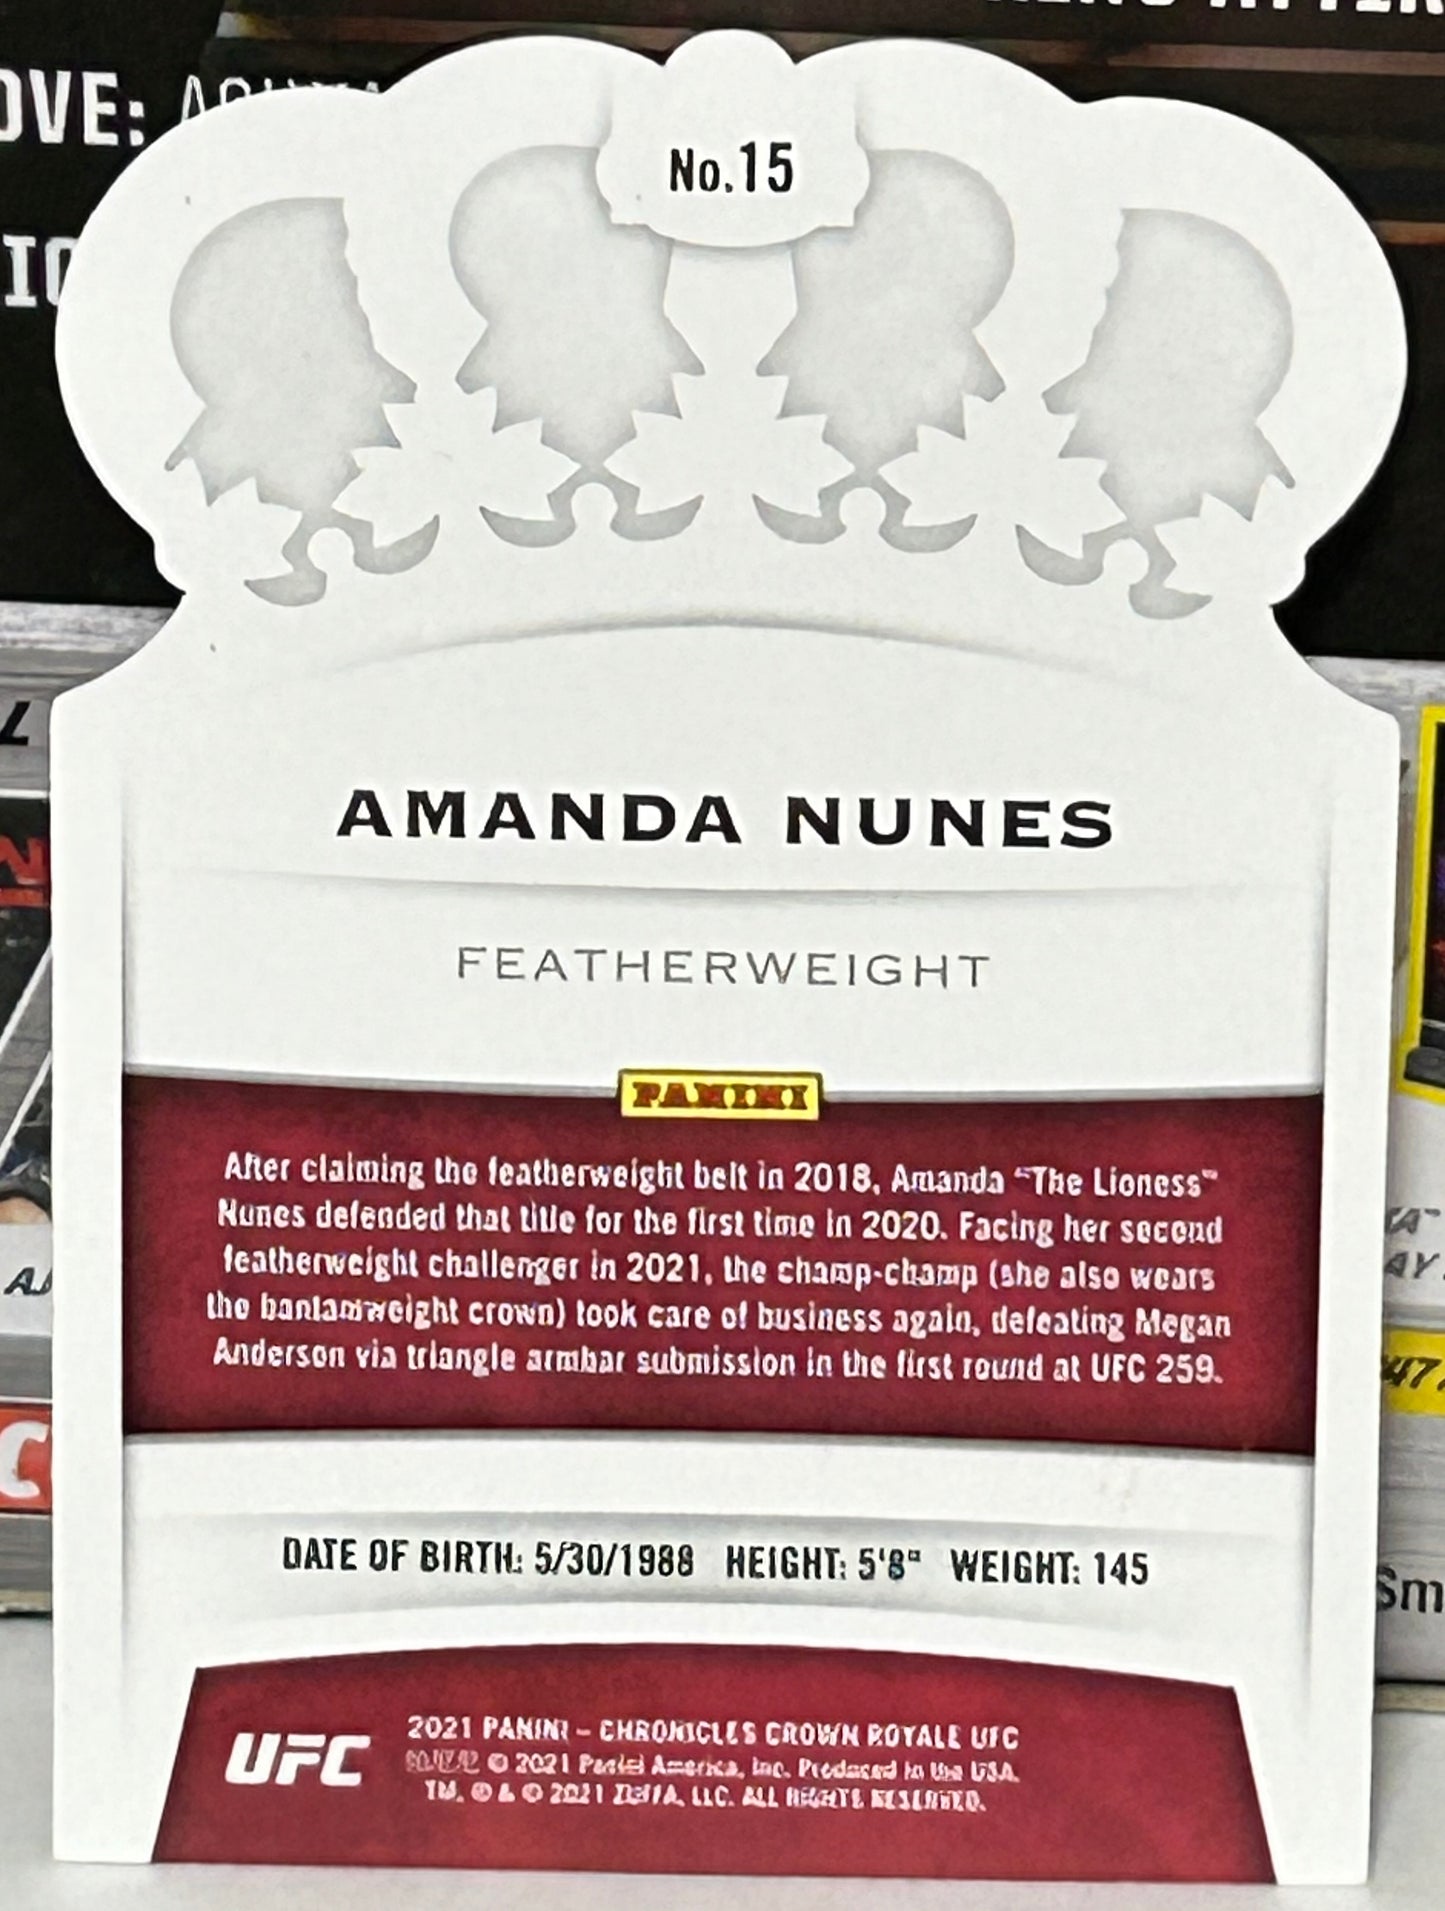 OVE:
No.15
AMANDA NUNES
FEATHERWEIGHT
PANINI
After claiming the featherweight belt in 2018, Amanda “The Lioness”
Nunes defended that title for the first time in 2020. Facing her second
featherweight challenger in 2021, the champ-champ (she also wears
the bantamweight crown) took care of business again, defeating Megan
Anderson via triangle armbar submission in the first round at UFC 259.
DATE OF BIRTH: 5/30/1988 HEIGHT: 5'8" WEIGHT: 145
UFC
2021 PANINI – CHRONICLES CROWN ROYALE UFC
© 2021 Panini America, Inc. Produced in the USA.
TM, ® & © 2021 ZUFFA, LLC. ALL RIGHTS RESERVED.